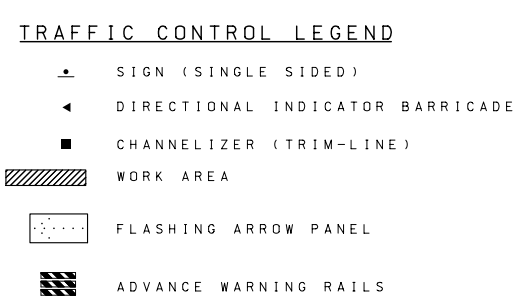 TRAFFIC CONTROL LEGEND
SIGN (SINGLE SIDED)
DIRECTIONAL INDICATOR BARRICADE
CHANNELIZER (TRIM-LINE)
WORK AREA
FLASHING ARROW PANEL
ADVANCE WARNING RAILS